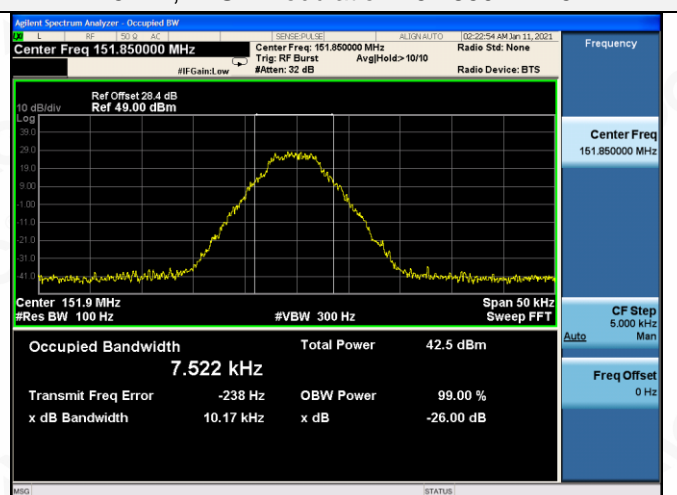 Agilent Spectrum Analyzer - Occupied BW
LXI L RF 50 Ω AC SENSE:PULSE ALIGN AUTO 02:22:54 AM Jan 11, 2021
Center Freq 151.850000 MHz
Center Freq: 151.850000 MHz
Radio Std: None
Trig: RF Burst Avg|Hold:> 10/10
#IFGain:Low #Atten: 32 dB Radio Device: BTS
Ref Offset 28.4 dB
10 dB/div Ref 49.00 dBm
Log
39.0
29.0
19.0
9.00
-1.00
-11.0
-21.0
-31.0
-41.0
Center 151.9 MHz Span 50 kHz
#Res BW 100 Hz #VBW 300 Hz Sweep FFT
Occupied Bandwidth Total Power 42.5 dBm
7.522 kHz
Transmit Freq Error -238 Hz OBW Power 99.00 %
x dB Bandwidth 10.17 kHz x dB -26.00 dB
MSG STATUS
Frequency
Center Freq
151.850000 MHz
CF Step
5.000 kHz
Auto Man
Freq Offset
0 Hz